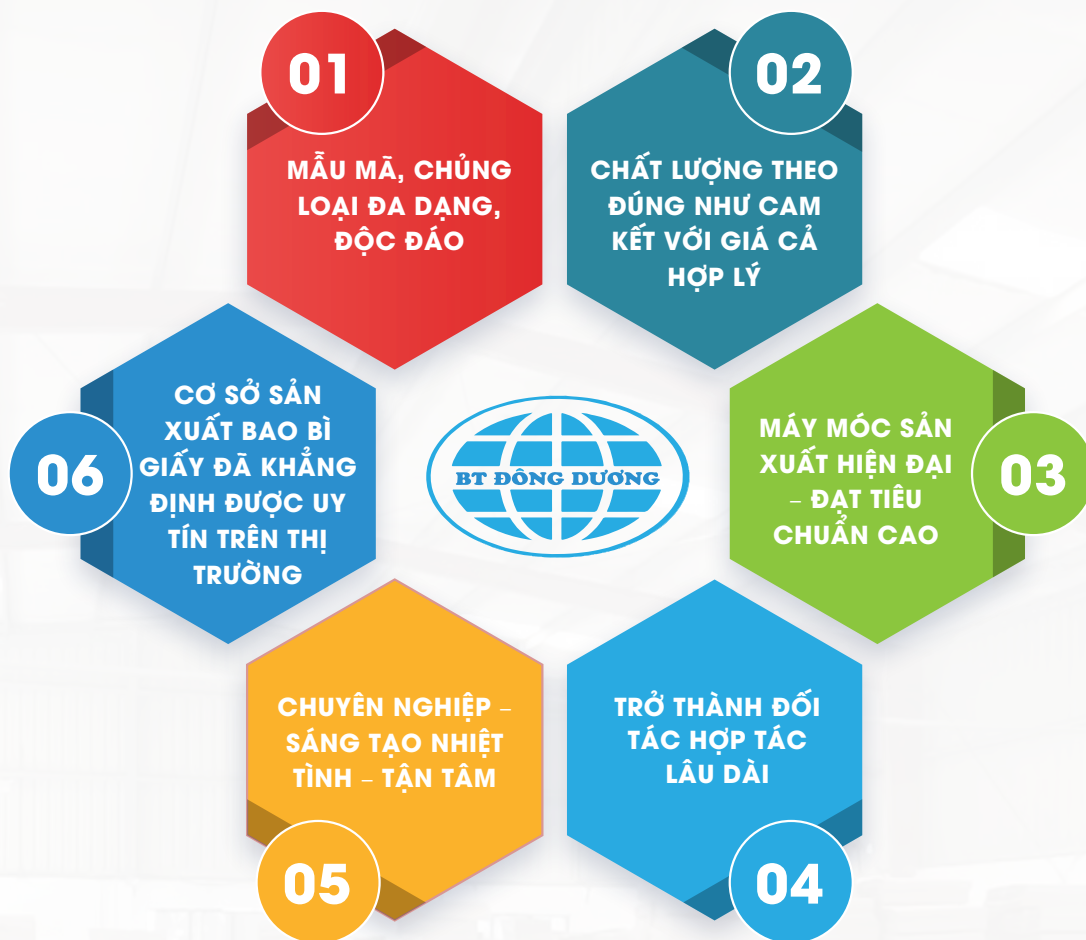 01
MẪU MÃ, CHỦNG
LOẠI ĐA DẠNG,
ĐỘC ĐÁO
02
CHẤT LƯỢNG THEO
ĐÚNG NHƯ CAM
KẾT VỚI GIÁ CẢ
HỢP LÝ
03
MÁY MÓC SẢN
XUẤT HIỆN ĐẠI
– ĐẠT TIÊU
CHUẨN CAO
04
TRỞ THÀNH ĐỐI
TÁC HỢP TÁC
LÂU DÀI
05
CHUYÊN NGHIỆP –
SÁNG TẠO NHIỆT
TÌNH – TẬN TÂM
06
CƠ SỞ SẢN
XUẤT BAO BÌ
GIẤY ĐÃ KHẲNG
ĐỊNH ĐƯỢC UY
TÍN TRÊN THỊ
TRƯỜNG
BT ĐÔNG DƯƠNG